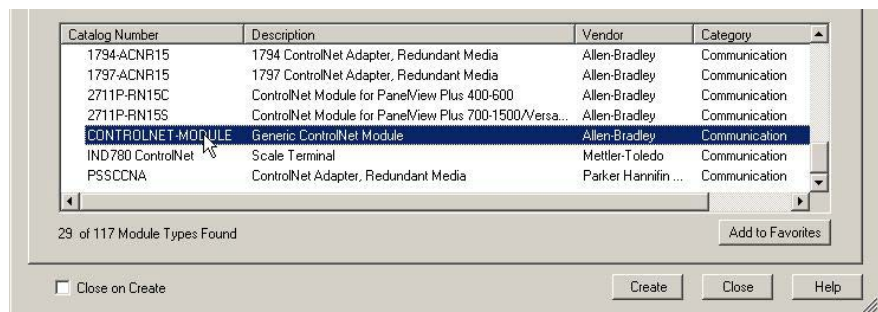 Catalog Number Description Vendor Category
1794-ACNR15 1794 ControlNet Adapter, Redundant Media Allen-Bradley Communication
1797-ACNR15 1797 ControlNet Adapter, Redundant Media Allen-Bradley Communication
2711P-RN15C ControlNet Module for PanelView Plus 400-600 Allen-Bradley Communication
2711P-RN15S ControlNet Module for PanelView Plus 700-1500/Versa... Allen-Bradley Communication
CONTROLNET-MODULE Generic ControlNet Module Allen-Bradley Communication
IND780 ControlNet Scale Terminal Mettler-Toledo Communication
PSSCCNA ControlNet Adapter, Redundant Media Parker Hannifin ... Communication
29 of 117 Module Types Found Add to Favorites
Close on Create Create Close Help